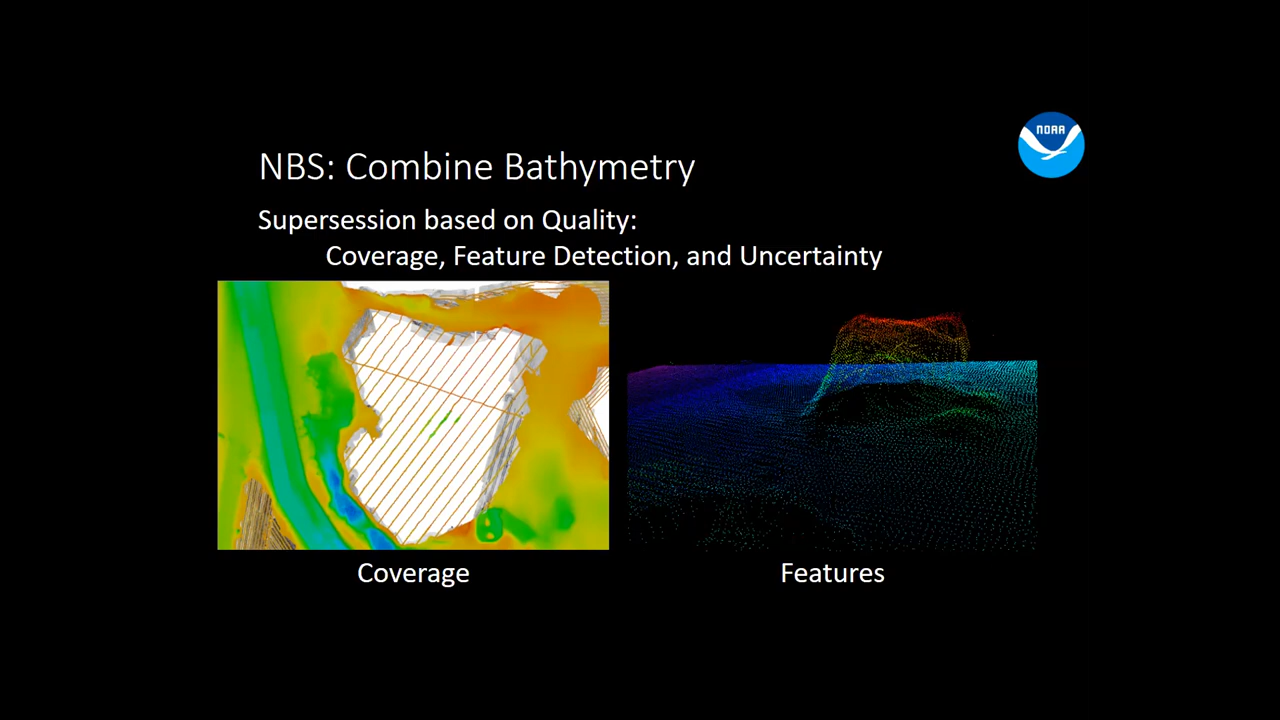 NOAA
NBS: Combine Bathymetry
Supersession based on Quality:
Coverage, Feature Detection, and Uncertainty
Coverage
Features